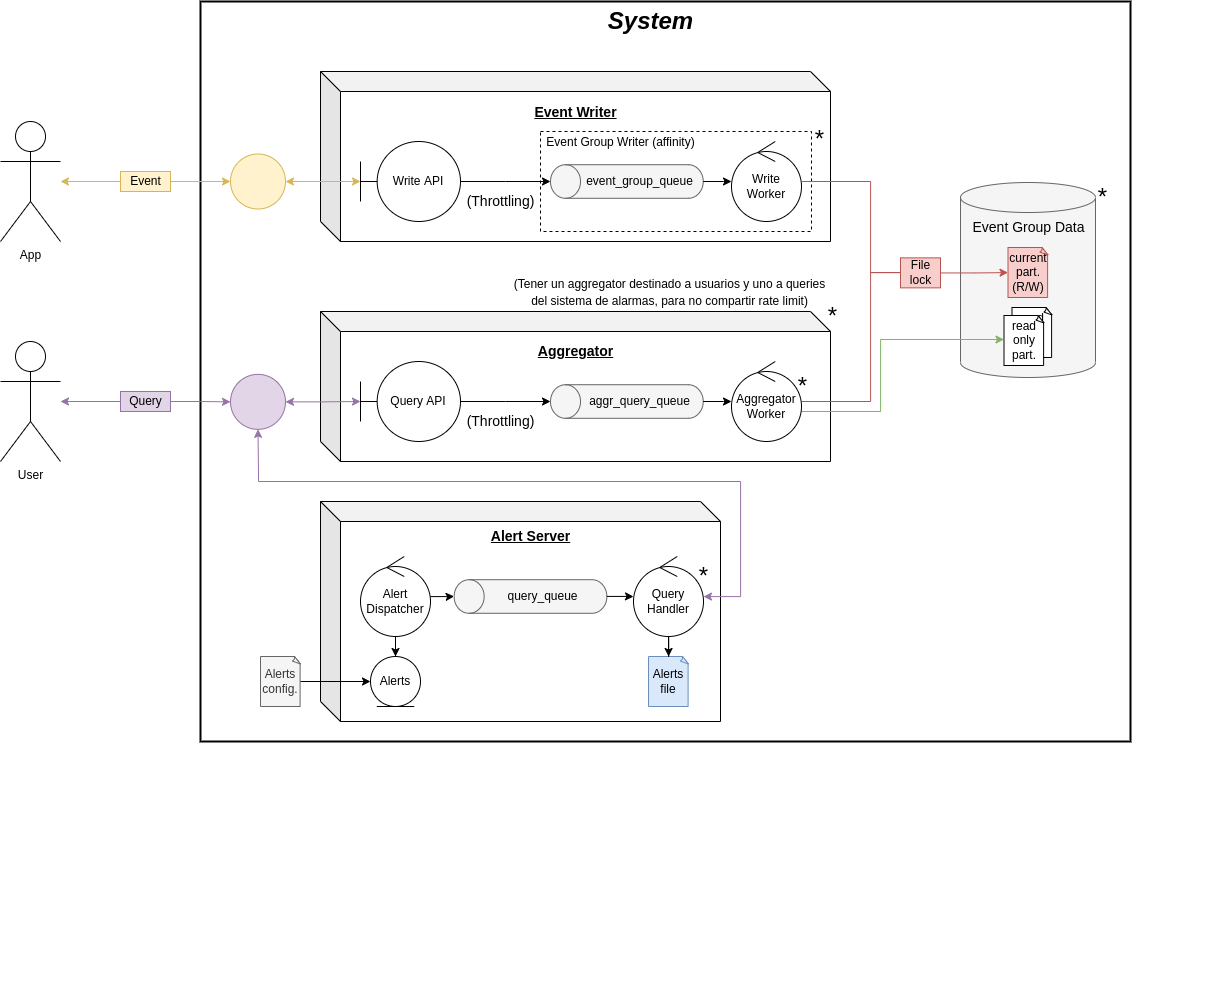 System
Event Writer
*
Event Group Writer (affinity)
App
Event
Write API
(Throttling)
event_group_queue
Write
Worker
*
Event Group Data
File
lock
current
part.
(R/W)
read
only
part.
(Tener un aggregator destinado a usuarios y uno a queries
del sistema de alarmas, para no compartir rate limit)
*
Aggregator
User
Query
Query API
(Throttling)
aggr_query_queue
*
Aggregator
Worker
Alert Server
Alert
Dispatcher
query_queue
*
Query
Handler
Alerts
config.
Alerts
Alerts
file